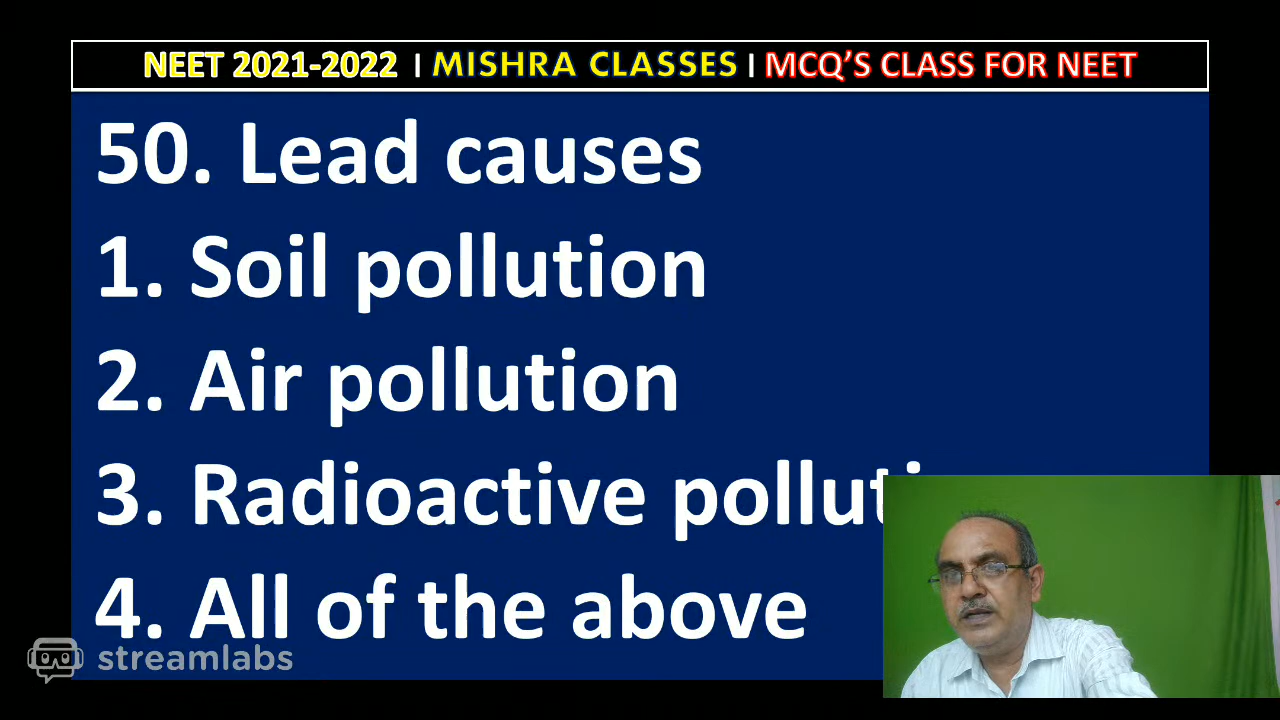 NEET 2021-2022 | MISHRA CLASSES | MCQ’S CLASS FOR NEET
50. Lead causes
1. Soil pollution
2. Air pollution
3. Radioactive
4. All of the above
streamlabs